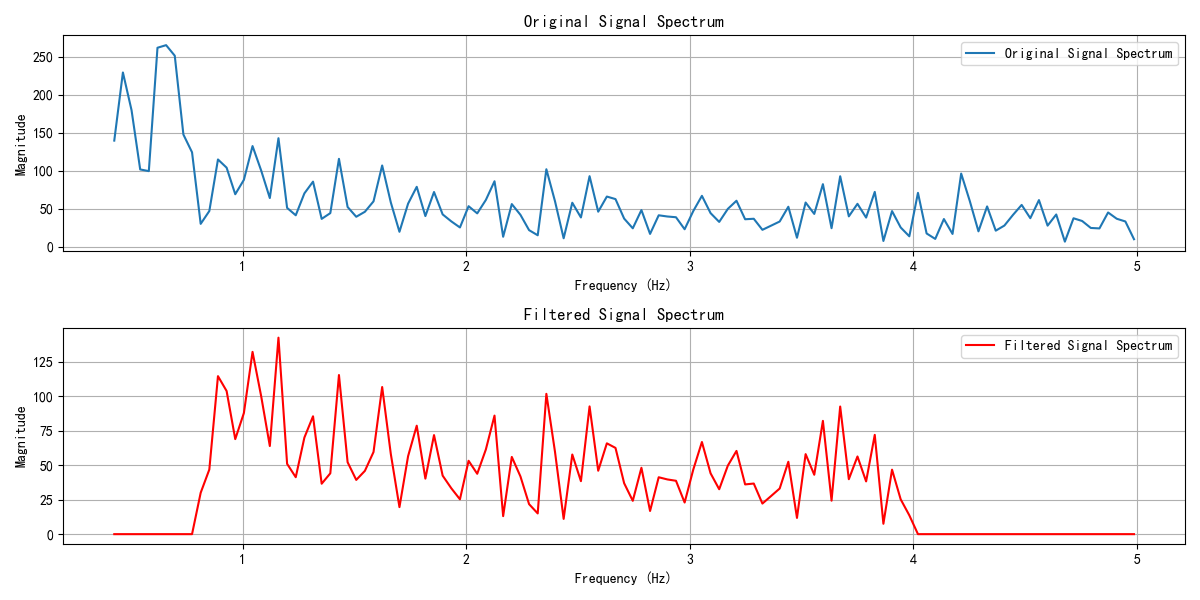 Original Signal Spectrum
Original Signal Spectrum
250
200
150
100
50
0
Magnitude
1 2 3 4 5
Frequency (Hz)
Filtered Signal Spectrum
Filtered Signal Spectrum
125
100
75
50
25
0
Magnitude
1 2 3 4 5
Frequency (Hz)